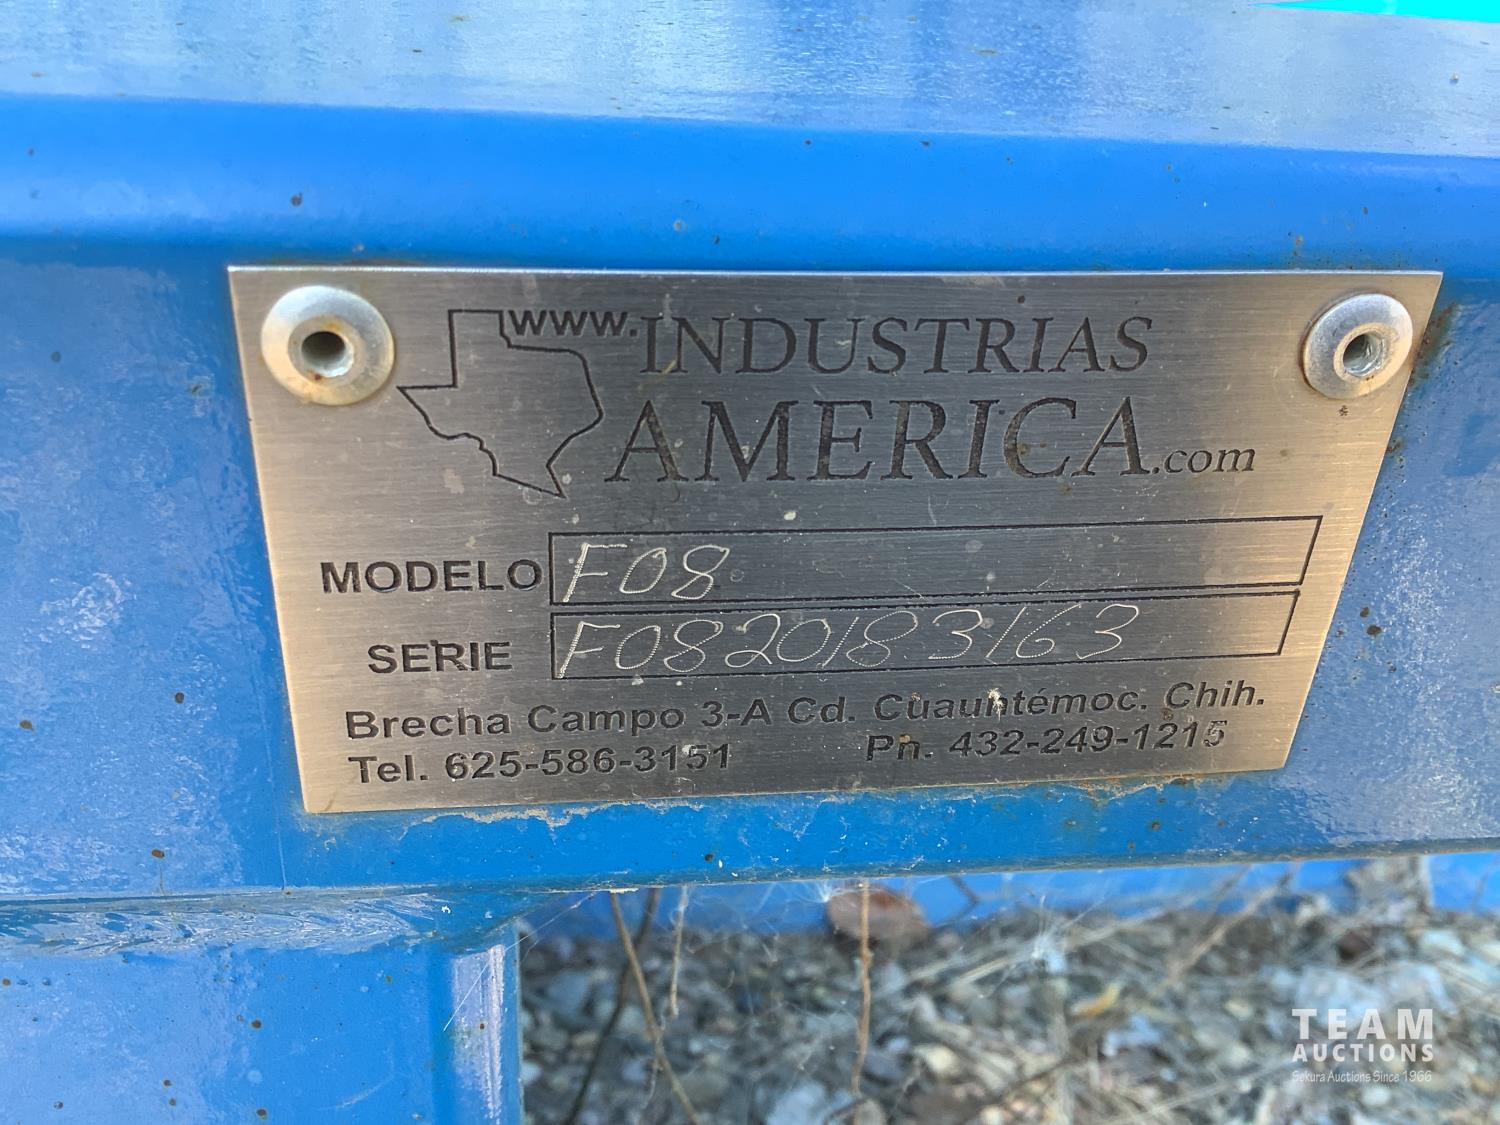 www.INDUSTRIAS
AMERICA.com
MODELO F08
SERIE F0820183163
Brecha Campo 3-A Cd. Cuauhtémoc. Chih.
Tel. 625-586-3151 Ph. 432-249-1215
TEAM
AUCTIONS
Sekura Auctions Since 1966